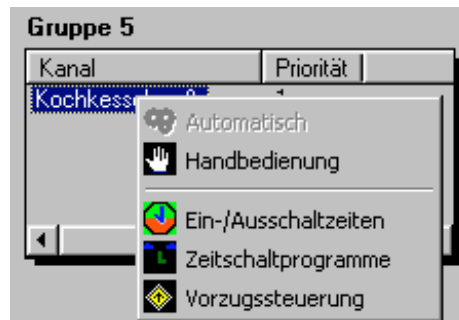 Gruppe 5
Kanal Priorität
Automatisch
Handbedienung
Ein-/Ausschaltzeiten
Zeitschaltprogramme
Vorzugssteuerung